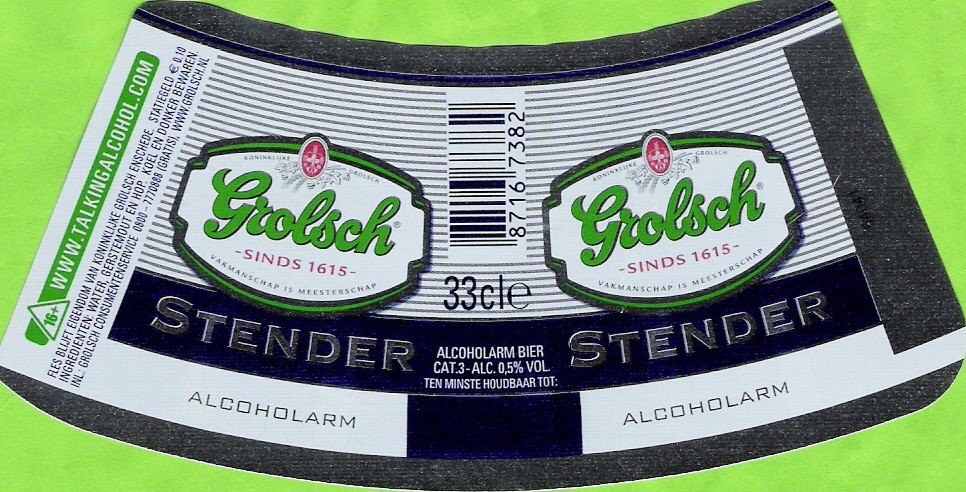 16+
WWW.TALKINGALCOHOL.COM
FLES BLIJFT EIGENDOM VAN KONINKLIJKE GROLSCH ENSCHEDE. STATIEGELD € 0,10
INGREDIËNTEN: WATER, GERSTEMOUT EN HOP. KOEL EN DONKER BEWAREN.
INL: GROLSCH CONSUMENTENSERVICE 0800 - 7770888 (GRATIS). WWW.GROLSCH.NL
KONINKLIJKE GROLSCH
Grolsch®
-SINDS 1615-
VAKMANSCHAP IS MEESTERSCHAP
STENDER
ALCOHOLARM
8716 7382
33cl e
ALCOHOLARM BIER
CAT.3-ALC. 0,5% VOL.
TEN MINSTE HOUDBAAR TOT:
KONINKLIJKE GROLSCH
Grolsch®
-SINDS 1615-
VAKMANSCHAP IS MEESTERSCHAP
STENDER
ALCOHOLARM